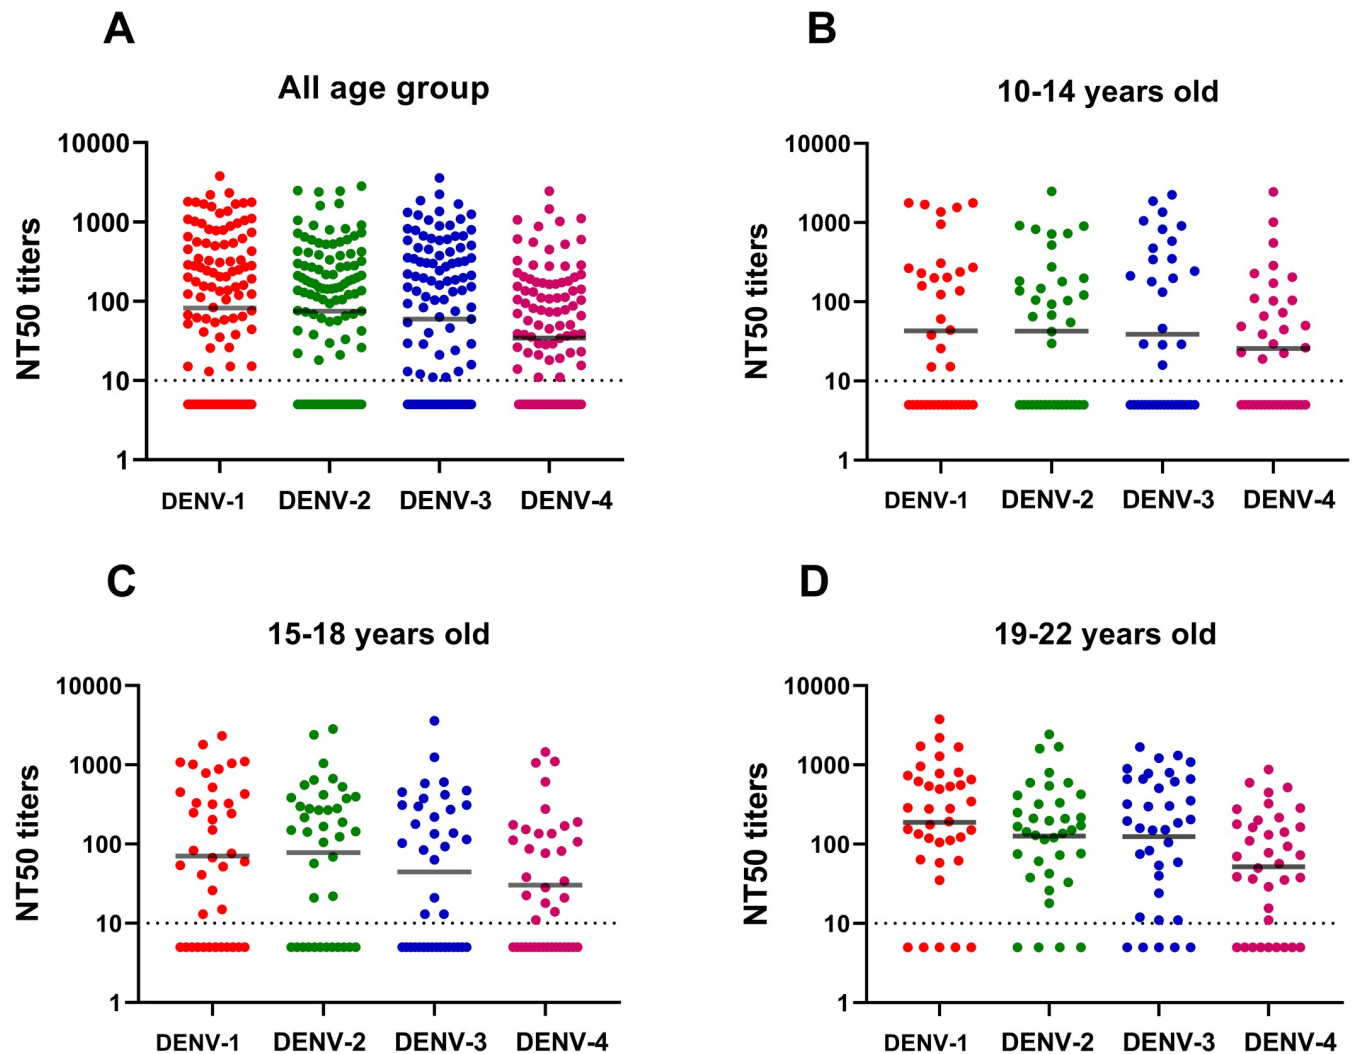 A
All age group
NT50 titers
10000
1000
100
10
1
DENV-1 DENV-2 DENV-3 DENV-4
B
10-14 years old
NT50 titers
10000
1000
100
10
1
DENV-1 DENV-2 DENV-3 DENV-4
C
15-18 years old
NT50 titers
10000
1000
100
10
1
DENV-1 DENV-2 DENV-3 DENV-4
D
19-22 years old
NT50 titers
10000
1000
100
10
1
DENV-1 DENV-2 DENV-3 DENV-4